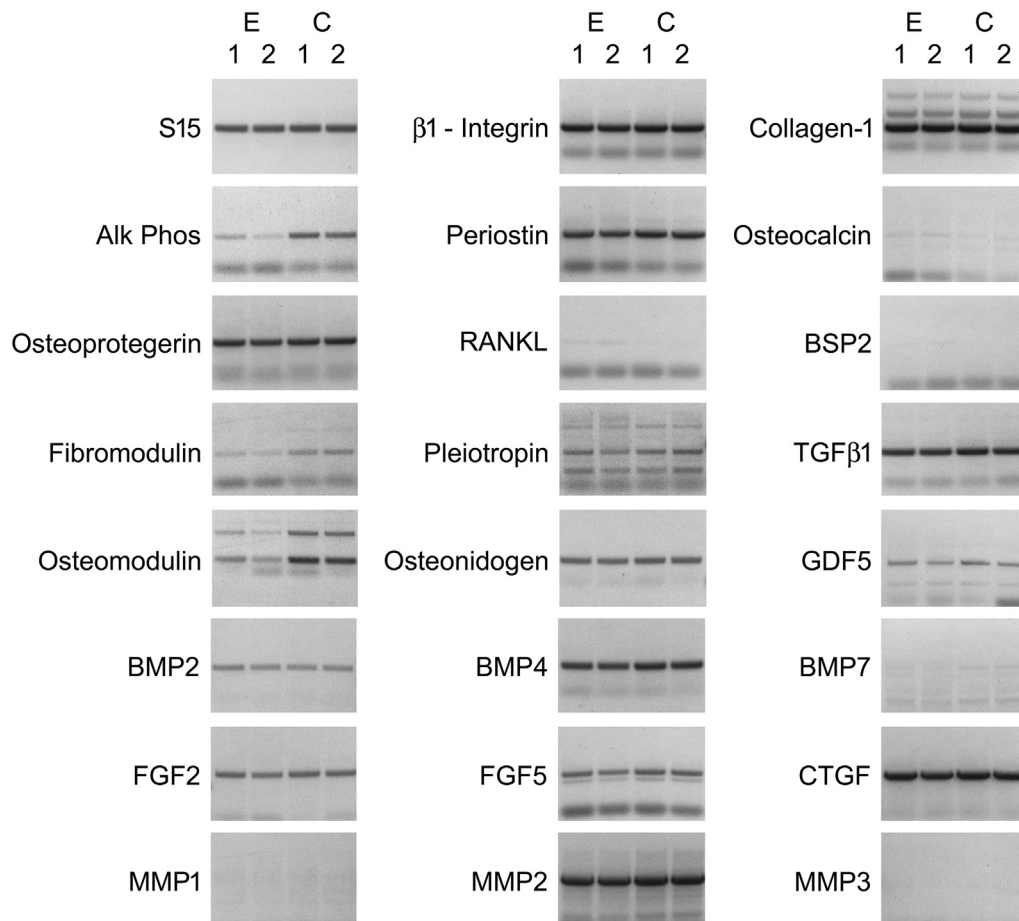 E C E C E C
1 2 1 2 1 2 1 2 1 2 1 2
S15 β1 - Integrin Collagen-1
Alk Phos Periostin Osteocalcin
Osteoprotegerin RANKL BSP2
Fibromodulin Pleiotropin TGFβ1
Osteomodulin Osteonidogen GDF5
BMP2 BMP4 BMP7
FGF2 FGF5 CTGF
MMP1 MMP2 MMP3